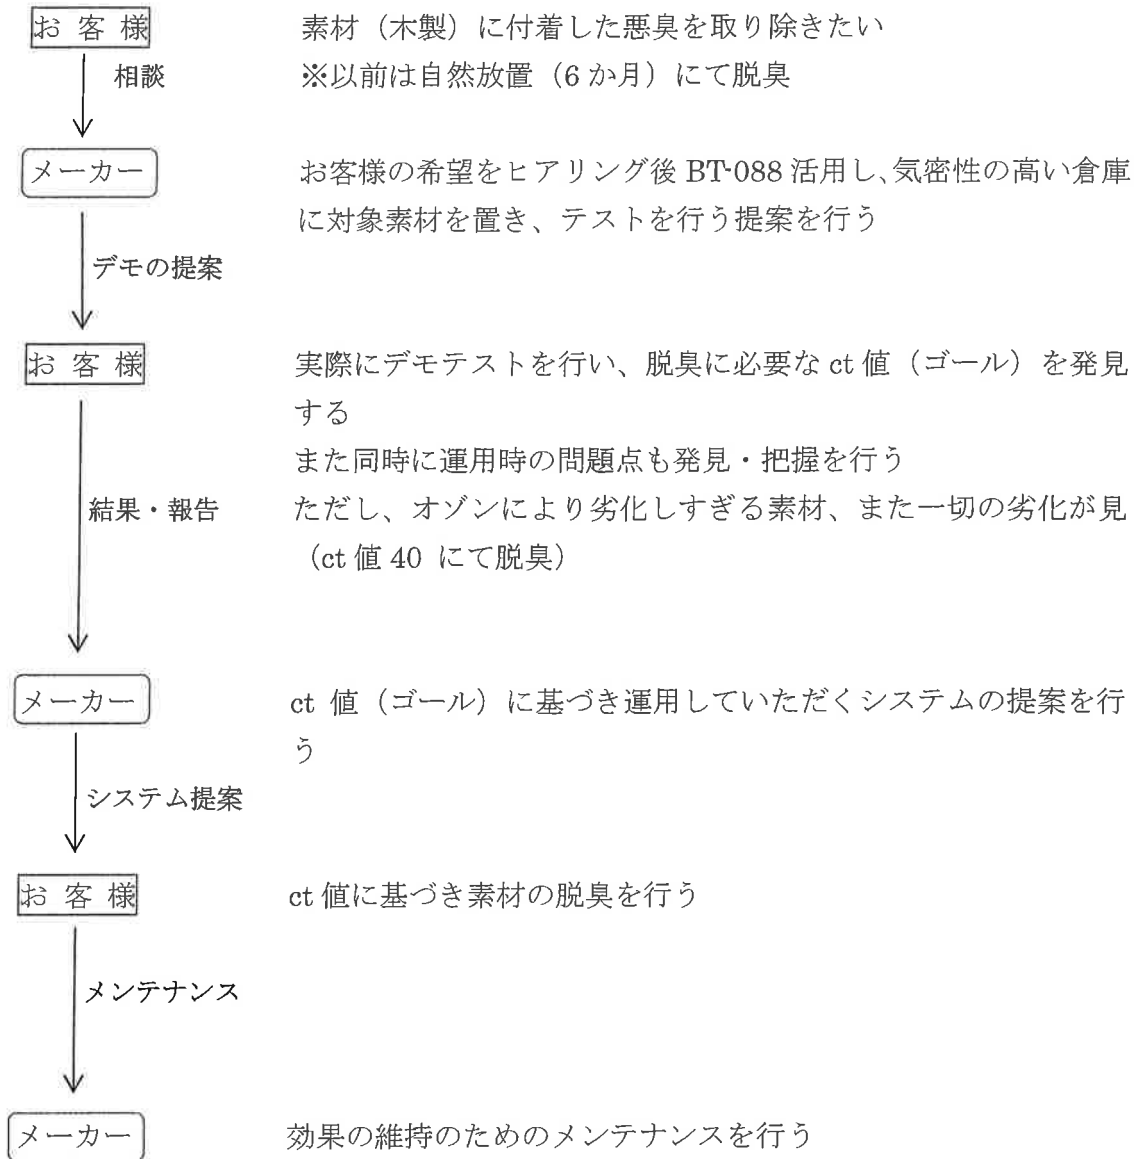 お客様
素材（木製）に付着した悪臭を取り除きたい
相談
※以前は自然放置（6か月）にて脱臭
メーカー
お客様の希望をヒアリング後 BT-088 活用し、気密性の高い倉庫
に対象素材を置き、テストを行う提案を行う
デモの提案
お客様
実際にデモテストを行い、脱臭に必要な ct 値（ゴール）を発見
する
また同時に運用時の問題点も発見・把握を行う
結果・報告
ただし、オゾンにより劣化しすぎる素材、また一切の劣化が見
（ct 値 40 にて脱臭）
メーカー
ct 値（ゴール）に基づき運用していただくシステムの提案を行
う
システム提案
お客様
ct 値に基づき素材の脱臭を行う
メンテナンス
メーカー
効果の維持のためのメンテナンスを行う